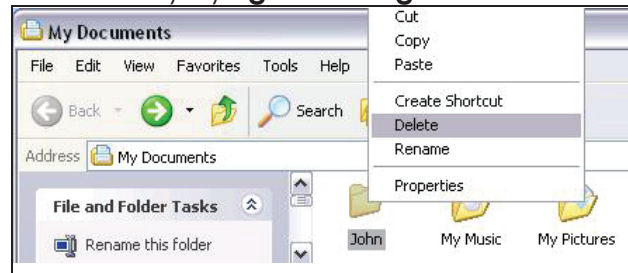 My Documents
File Edit View Favorites Tools Help
Back Search
Address My Documents
File and Folder Tasks
Rename this folder
Cut
Copy
Paste
Create Shortcut
Delete
Rename
Properties
John My Music My Pictures